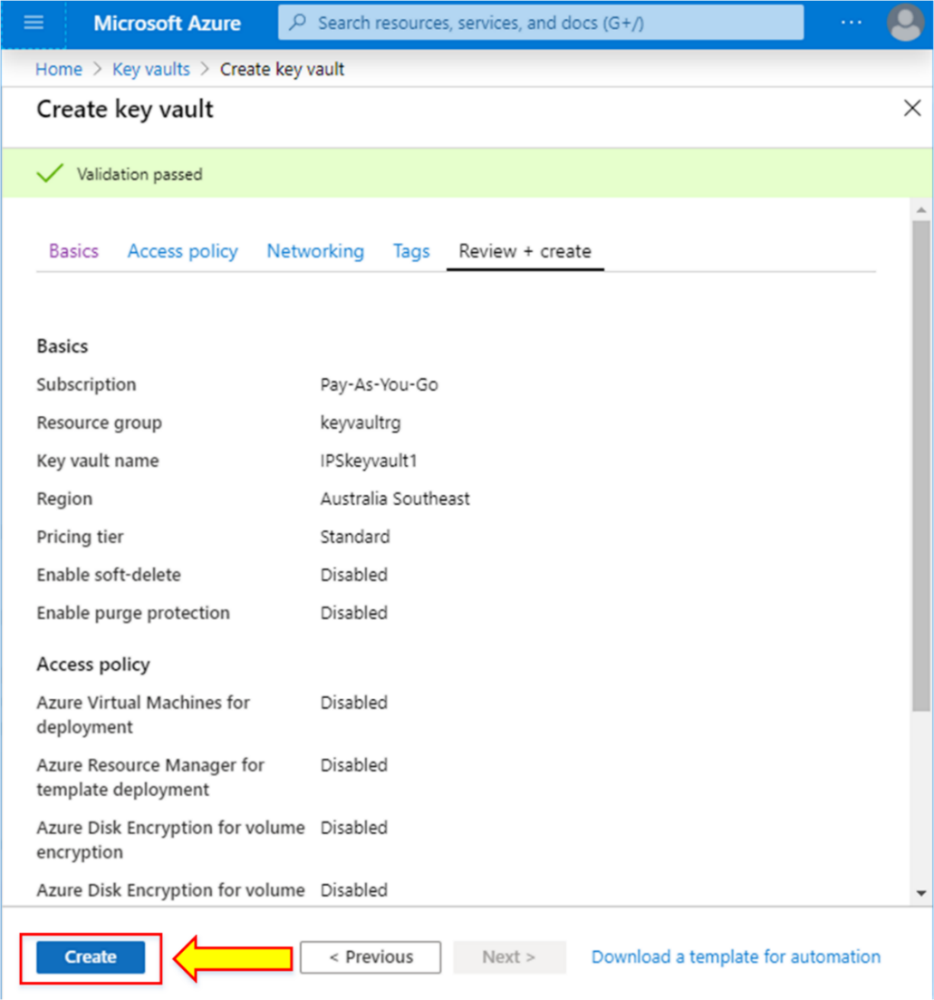 Microsoft Azure
Search resources, services, and docs (G+/)
...
Home > Key vaults > Create key vault
Create key vault
Validation passed
Basics Access policy Networking Tags Review + create
Basics
Subscription Pay-As-You-Go
Resource group keyvaultrg
Key vault name IPSkeyvault1
Region Australia Southeast
Pricing tier Standard
Enable soft-delete Disabled
Enable purge protection Disabled
Access policy
Azure Virtual Machines for Disabled
deployment
Azure Resource Manager for Disabled
template deployment
Azure Disk Encryption for volume Disabled
encryption
Azure Disk Encryption for volume Disabled
Create < Previous Next > Download a template for automation